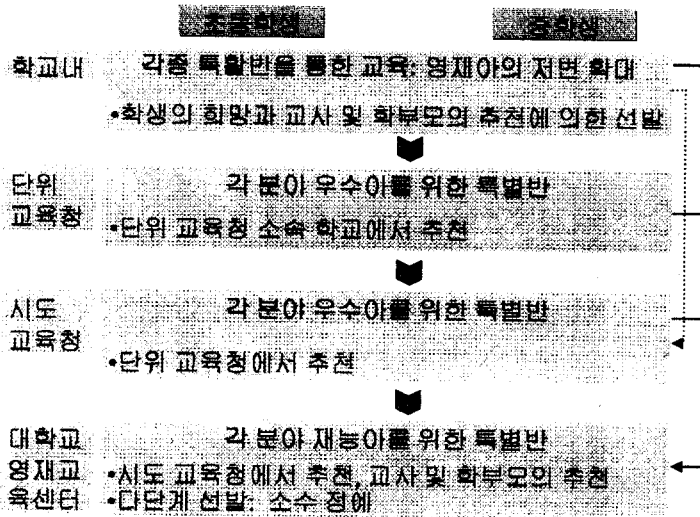 초등학생 중학생
학교내 각종 특활반을 통한 교육: 영재아의 저변 확대
•학생의 희망과 교사 및 학부모의 추천에 의한 선발
단위 교육청 각 분야 우수아를 위한 특별반
•단위 교육청 소속 학교에서 추천
시도 교육청 각 분야 우수아를 위한 특별반
•단위 교육청에서 추천
대학교 영재교육센터 각 분야 재능아를 위한 특별반
•시도 교육청에서 추천, 교사 및 학부모의 추천
•다단계 선발: 소수 정예